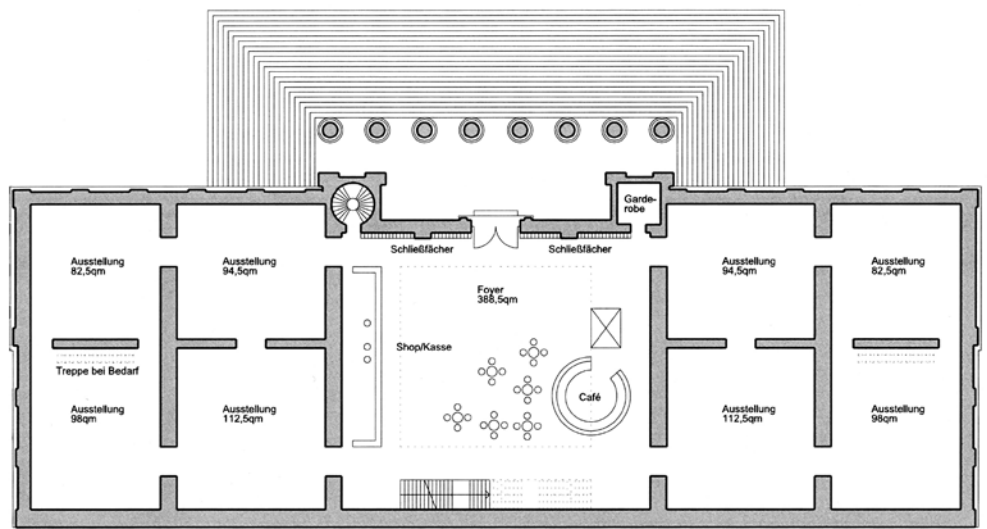 Garde-
robe
Schließfächer
Schließfächer
Ausstellung
82,5qm
Ausstellung
94,5qm
Foyer
388,5qm
Ausstellung
94,5qm
Ausstellung
82,5qm
Shop/Kasse
Treppe bei Bedarf
Café
Ausstellung
98qm
Ausstellung
112,5qm
Ausstellung
112,5qm
Ausstellung
98qm